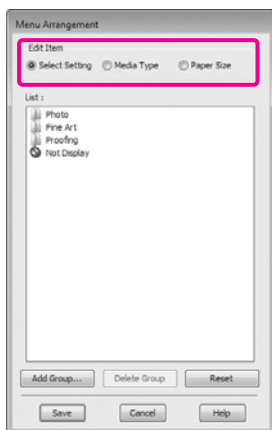 Menu Arrangement
Edit Item
Select Setting Media Type Paper Size
List :
Photo
Fine Art
Proofing
Not Display
Add Group... Delete Group Reset
Save Cancel Help